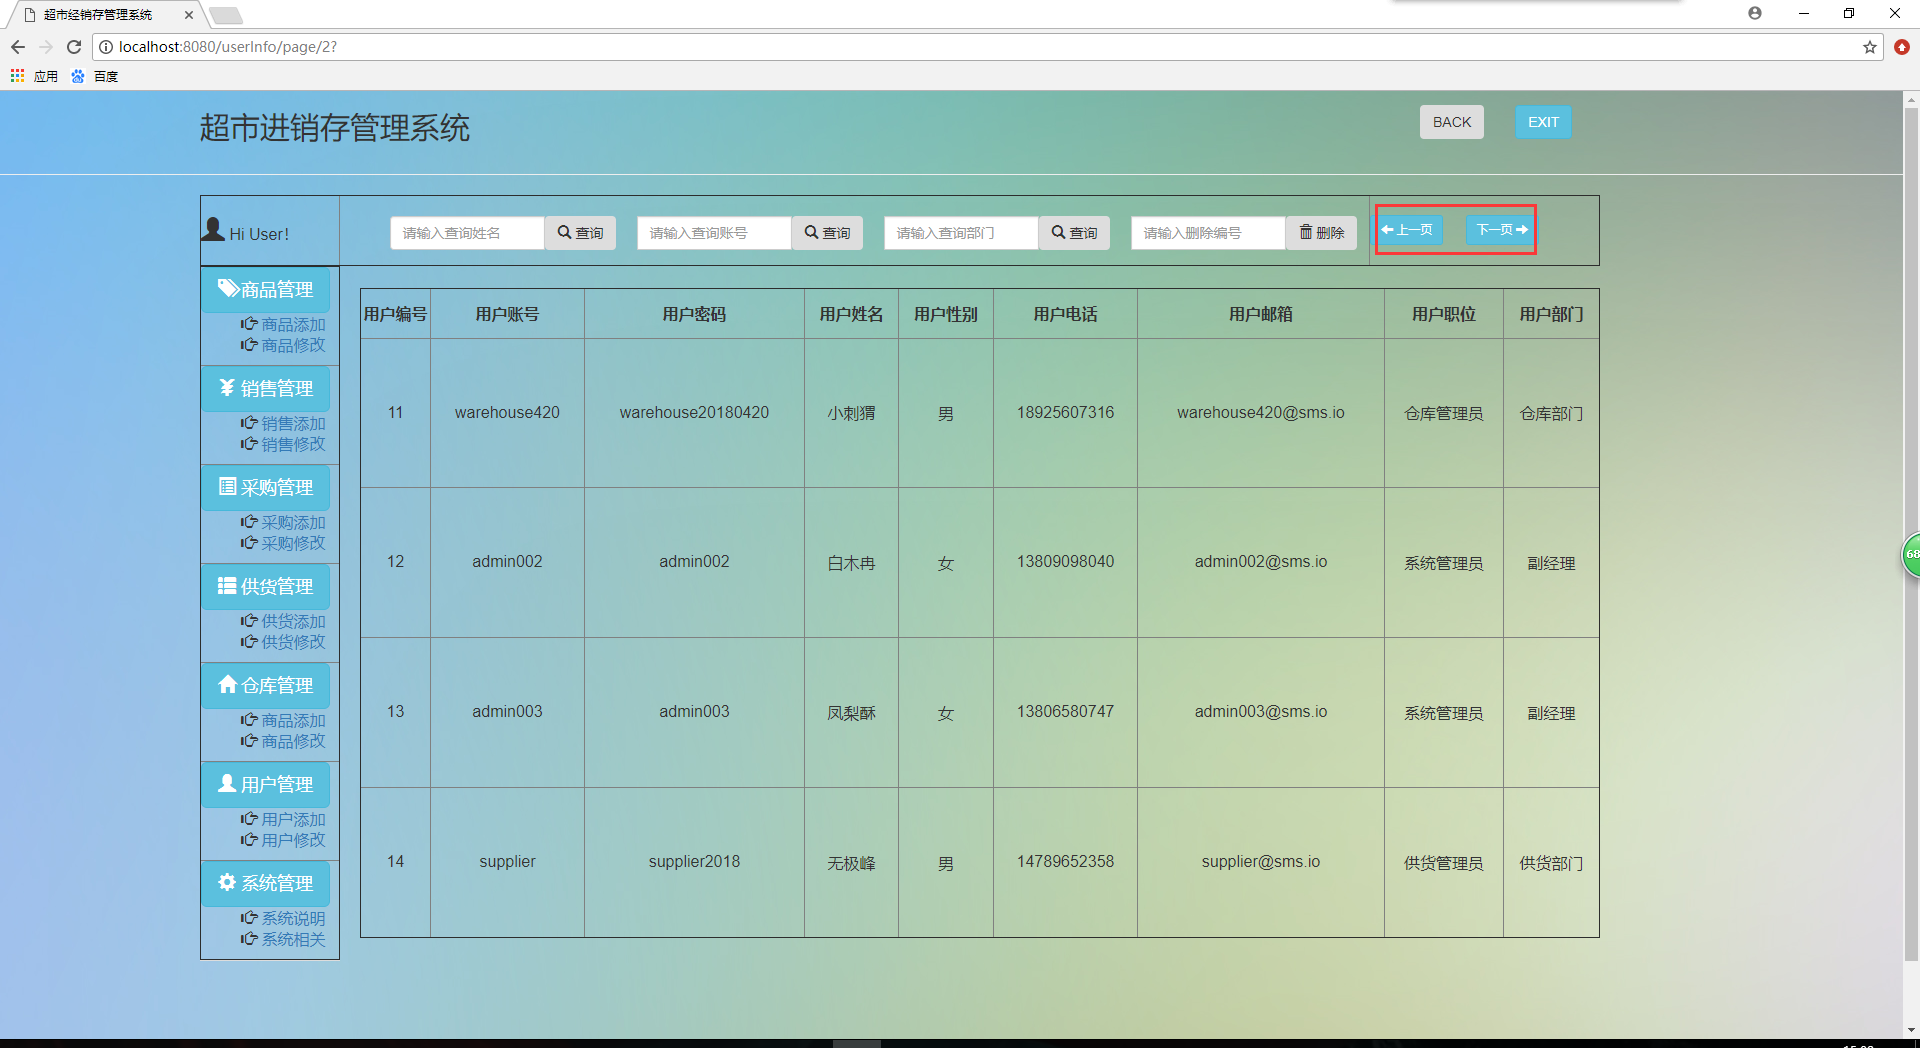 超市经销存管理系统
localhost:8080/userInfo/page/2?
应用 百度
超市进销存管理系统 BACK EXIT
Hi User! 请输入查询姓名 查询 请输入查询账号 查询 请输入查询部门 查询 请输入删除编号 删除 上一页 下一页
商品管理
商品添加
商品修改
销售管理
销售添加
销售修改
采购管理
采购添加
采购修改
供货管理
供货添加
供货修改
仓库管理
商品添加
商品修改
用户管理
用户添加
用户修改
系统管理
系统说明
系统相关
用户编号 用户账号 用户密码 用户姓名 用户性别 用户电话 用户邮箱 用户职位 用户部门
11 warehouse420 warehouse20180420 小刺猬 男 18925607316 warehouse420@sms.io 仓库管理员 仓库部门
12 admin002 admin002 白木冉 女 13809098040 admin002@sms.io 系统管理员 副经理
13 admin003 admin003 凤梨酥 女 13806580747 admin003@sms.io 系统管理员 副经理
14 supplier supplier2018 无极峰 男 14789652358 supplier@sms.io 供货管理员 供货部门
68